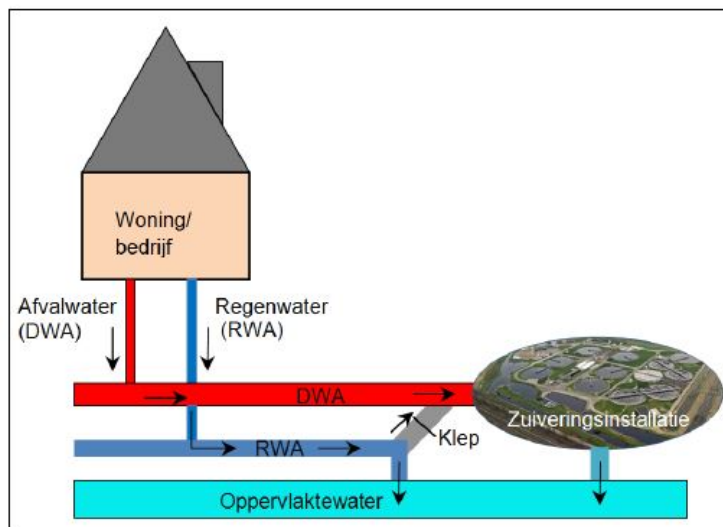 Woning/
bedrijf
Afvalwater
(DWA)
Regenwater
(RWA)
DWA
Zuiveringsinstallatie
RWA
Klep
Oppervlaktewater